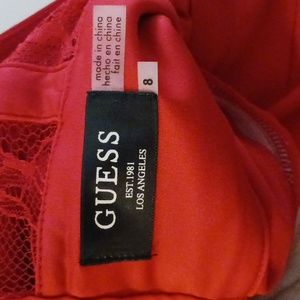 made in china
hecho en china
fait en chine
8
GUESS
EST.1981
LOS ANGELES